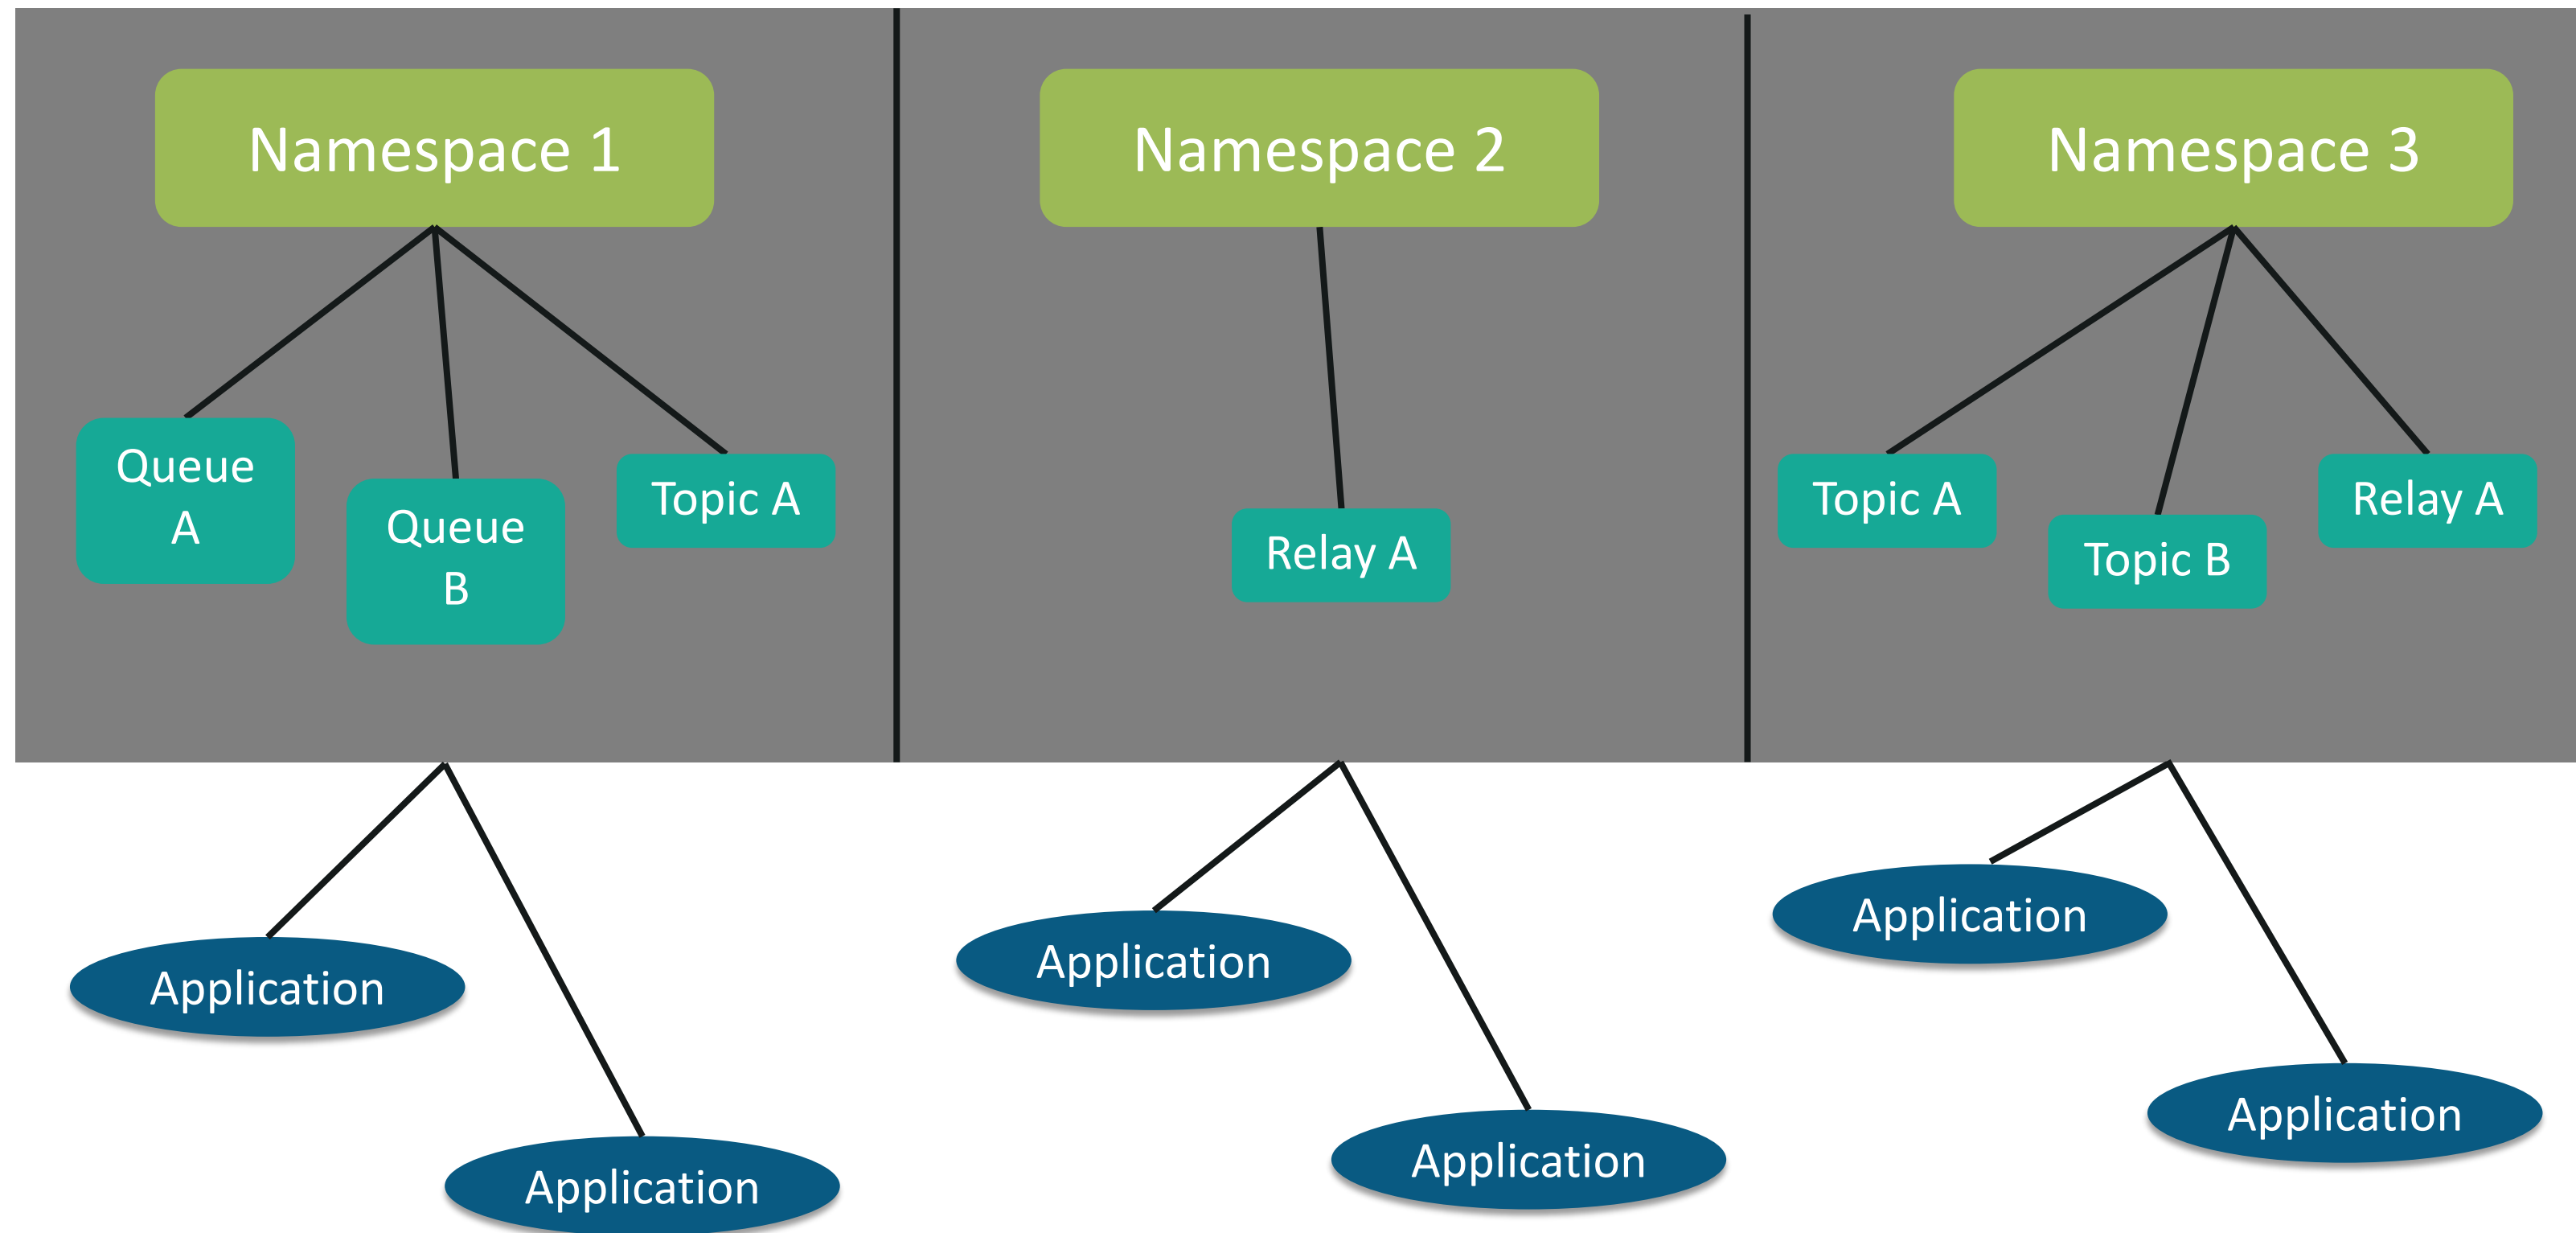 Namespace 1
Namespace 2
Namespace 3
Queue
A
Queue
B
Topic A
Relay A
Topic A
Topic B
Relay A
Application
Application
Application
Application
Application
Application